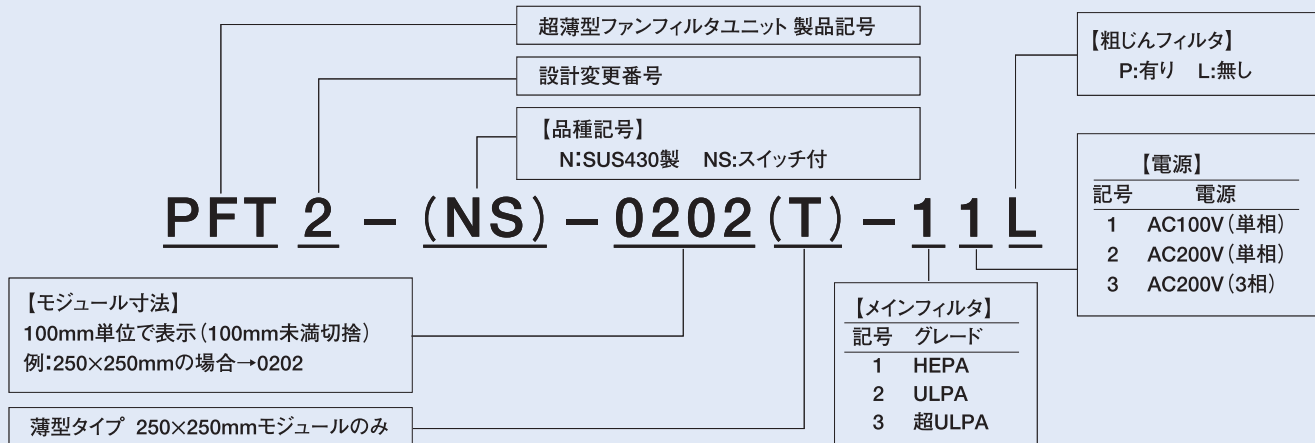 超薄型ファンフィルタユニット 製品記号
設計変更番号
【品種記号】
N:SUS430製 NS:スイッチ付
【粗じんフィルタ】
P:有り L:無し
【電源】
記号 電源
1 AC100V(単相)
2 AC200V(単相)
3 AC200V(3相)
PFT 2 - (NS) - 0202 (T) - 1 1 L
【モジュール寸法】
100mm単位で表示(100mm未満切捨)
例:250×250mmの場合→0202
薄型タイプ 250×250mmモジュールのみ
【メインフィルタ】
記号 グレード
1 HEPA
2 ULPA
3 超ULPA